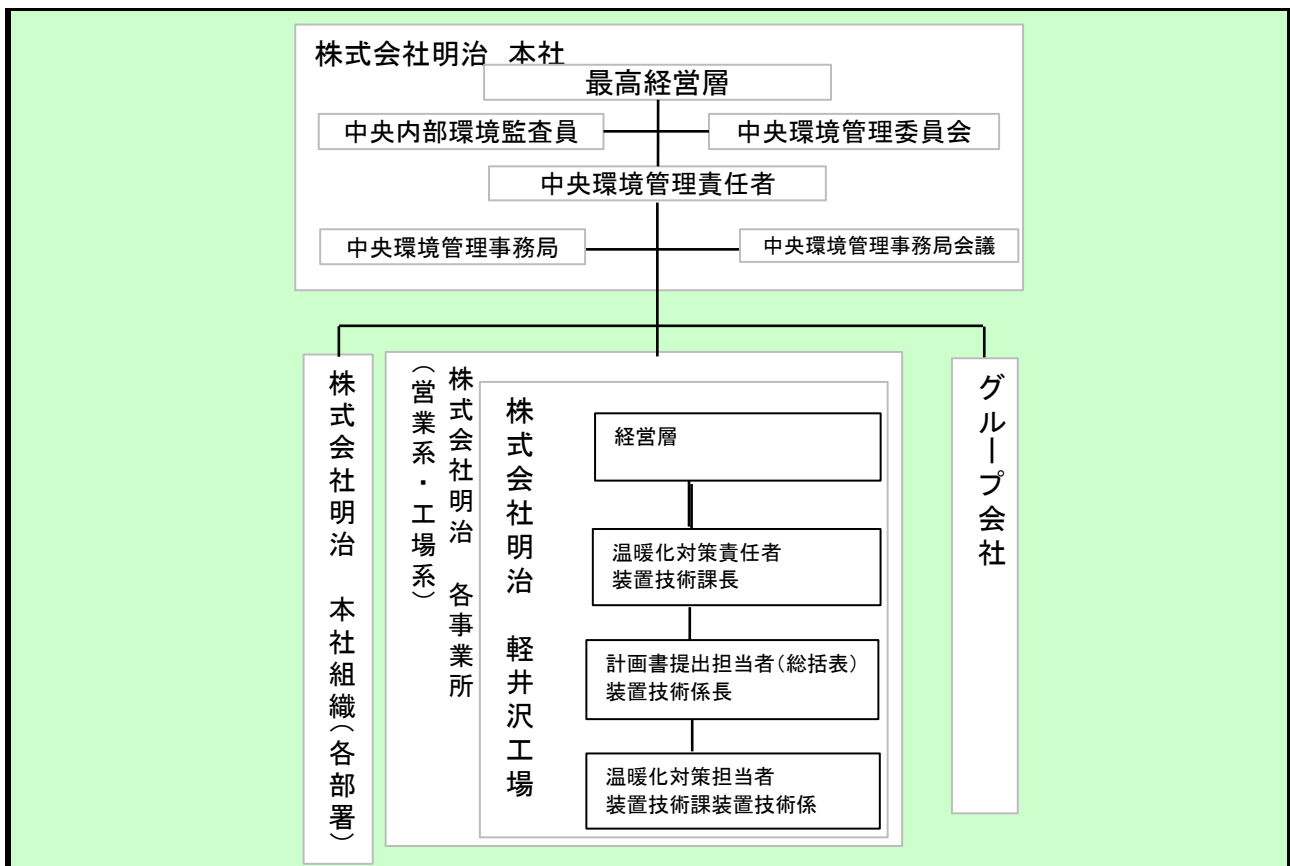 株式会社明治　本社
最高経営層
中央内部環境監査員
中央環境管理委員会
中央環境管理責任者
中央環境管理事務局
中央環境管理事務局会議
株式会社明治　本社組織（各部署）
株式会社明治　各事業所
（営業系・工場系）
株式会社明治　軽井沢工場
経営層
温暖化対策責任者
装置技術課長
計画書提出担当者（総括表）
装置技術係長
温暖化対策担当者
装置技術課装置技術係
グループ会社